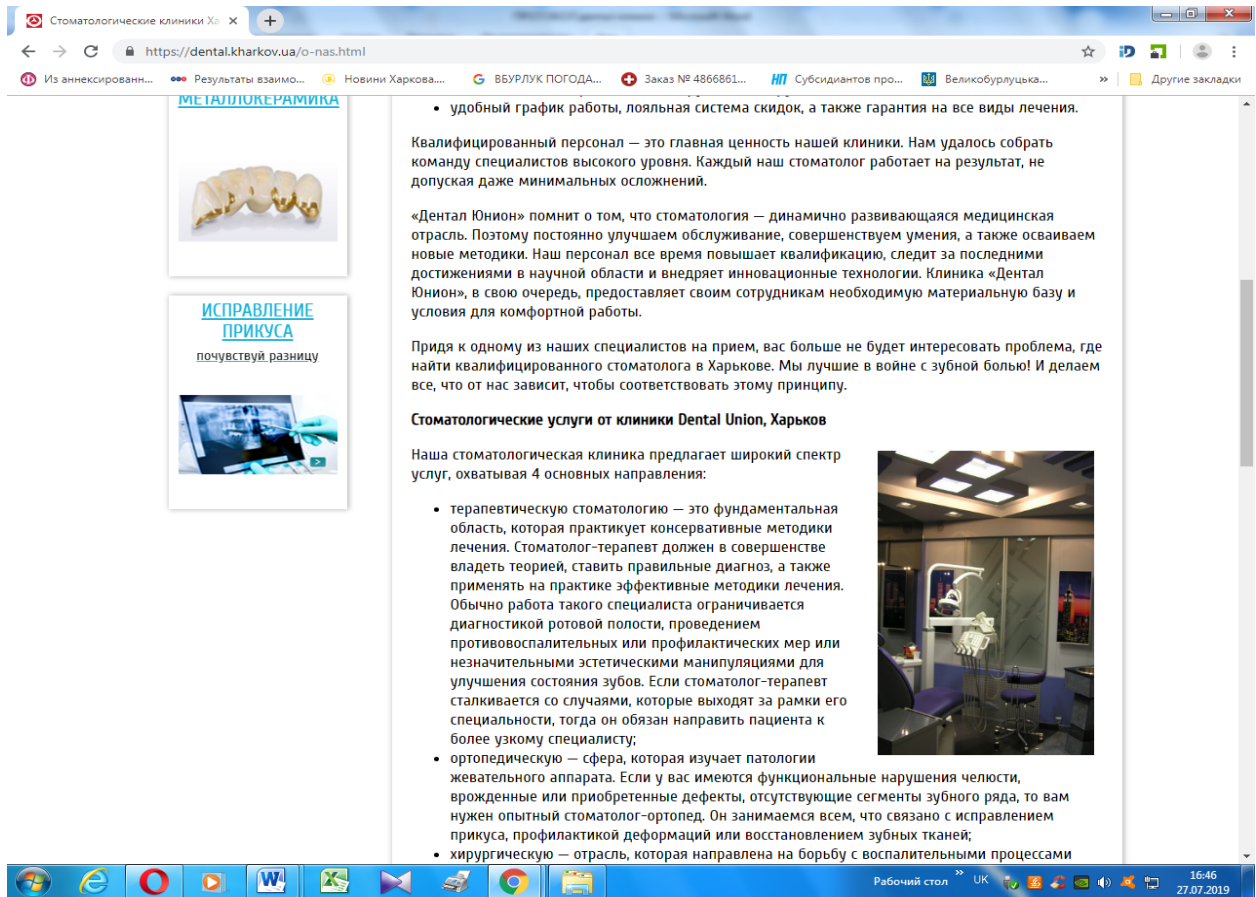 Стоматологические клиники Ха
https://dental.kharkov.ua/o-nas.html
Из аннексированн...
Результаты взаимо...
Новини Харкова....
ВБУРЛУК ПОГОДА...
Заказ № 4866861...
НП Субсидиантов про...
Великобурлуцька...
»
Другие закладки
МЕТАЛЛОКЕРАМИКА
ИСПРАВЛЕНИЕ
ПРИКУСА
почувствуй разницу
• удобный график работы, лояльная система скидок, а также гарантия на все виды лечения.
Квалифицированный персонал — это главная ценность нашей клиники. Нам удалось собрать
команду специалистов высокого уровня. Каждый наш стоматолог работает на результат, не
допуская даже минимальных осложнений.
«Дентал Юнион» помнит о том, что стоматология — динамично развивающаяся медицинская
отрасль. Поэтому постоянно улучшаем обслуживание, совершенствуем умения, а также осваиваем
новые методики. Наш персонал все время повышает квалификацию, следит за последними
достижениями в научной области и внедряет инновационные технологии. Клиника «Дентал
Юнион», в свою очередь, предоставляет своим сотрудникам необходимую материальную базу и
условия для комфортной работы.
Придя к одному из наших специалистов на прием, вас больше не будет интересовать проблема, где
найти квалифицированного стоматолога в Харькове. Мы лучшие в войне с зубной болью! И делаем
все, что от нас зависит, чтобы соответствовать этому принципу.
Стоматологические услуги от клиники Dental Union, Харьков
Наша стоматологическая клиника предлагает широкий спектр
услуг, охватывая 4 основных направления:
• терапевтическую стоматологию — это фундаментальная
область, которая практикует консервативные методики
лечения. Стоматолог-терапевт должен в совершенстве
владеть теорией, ставить правильные диагноз, а также
применять на практике эффективные методики лечения.
Обычно работа такого специалиста ограничивается
диагностикой ротовой полости, проведением
противовоспалительных или профилактических мер или
незначительными эстетическими манипуляциями для
улучшения состояния зубов. Если стоматолог-терапевт
сталкивается со случаями, которые выходят за рамки его
специальности, тогда он обязан направить пациента к
более узкому специалисту;
• ортопедическую — сфера, которая изучает патологии
жевательного аппарата. Если у вас имеются функциональные нарушения челюсти,
врожденные или приобретенные дефекты, отсутствующие сегменты зубного ряда, то вам
нужен опытный стоматолог-ортопед. Он занимаемся всем, что связано с исправлением
прикуса, профилактикой деформаций или восстановлением зубных тканей;
• хирургическую — отрасль, которая направлена на борьбу с воспалительными процессами
Рабочий стол » UK
16:46
27.07.2019